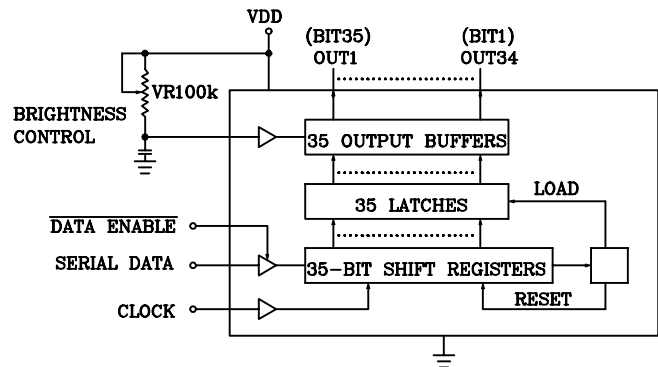 VDD
(BIT35)
OUT1
(BIT1)
OUT34
VR100k
BRIGHTNESS
CONTROL
35 OUTPUT BUFFERS
35 LATCHES
LOAD
DATA ENABLE
SERIAL DATA
35-BIT SHIFT REGISTERS
RESET
CLOCK